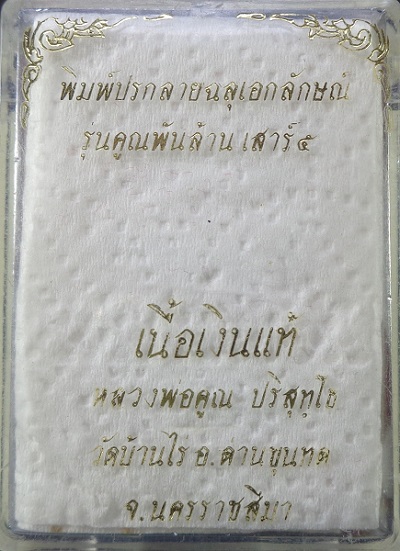 พิมพ์ปรกลายฉลุเอกลักษณ์
รุ่นคูณพันล้าน เสาร์ ๕
เนื้อเงินแท้
หลวงพ่อคูณ ปริสุทฺโธ
วัดบ้านไร่ อ.ด่านขุนทด
จ.นครราชสีมา